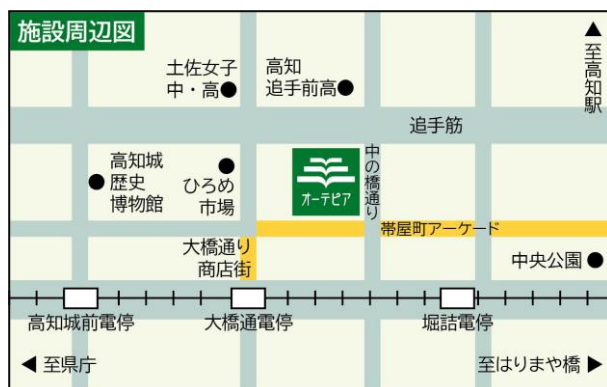 施設周辺図
▲
至高知駅
土佐女子
中・高●
高知
追手前高●
追手筋
高知城
歴史
博物館
ひろめ
市場
オーテピア
中の橋通り
帯屋町アーケード
大橋通り
商店街
中央公園●
高知城前電停
大橋通電停
堀詰電停
◀至県庁
至はりまや橋▶